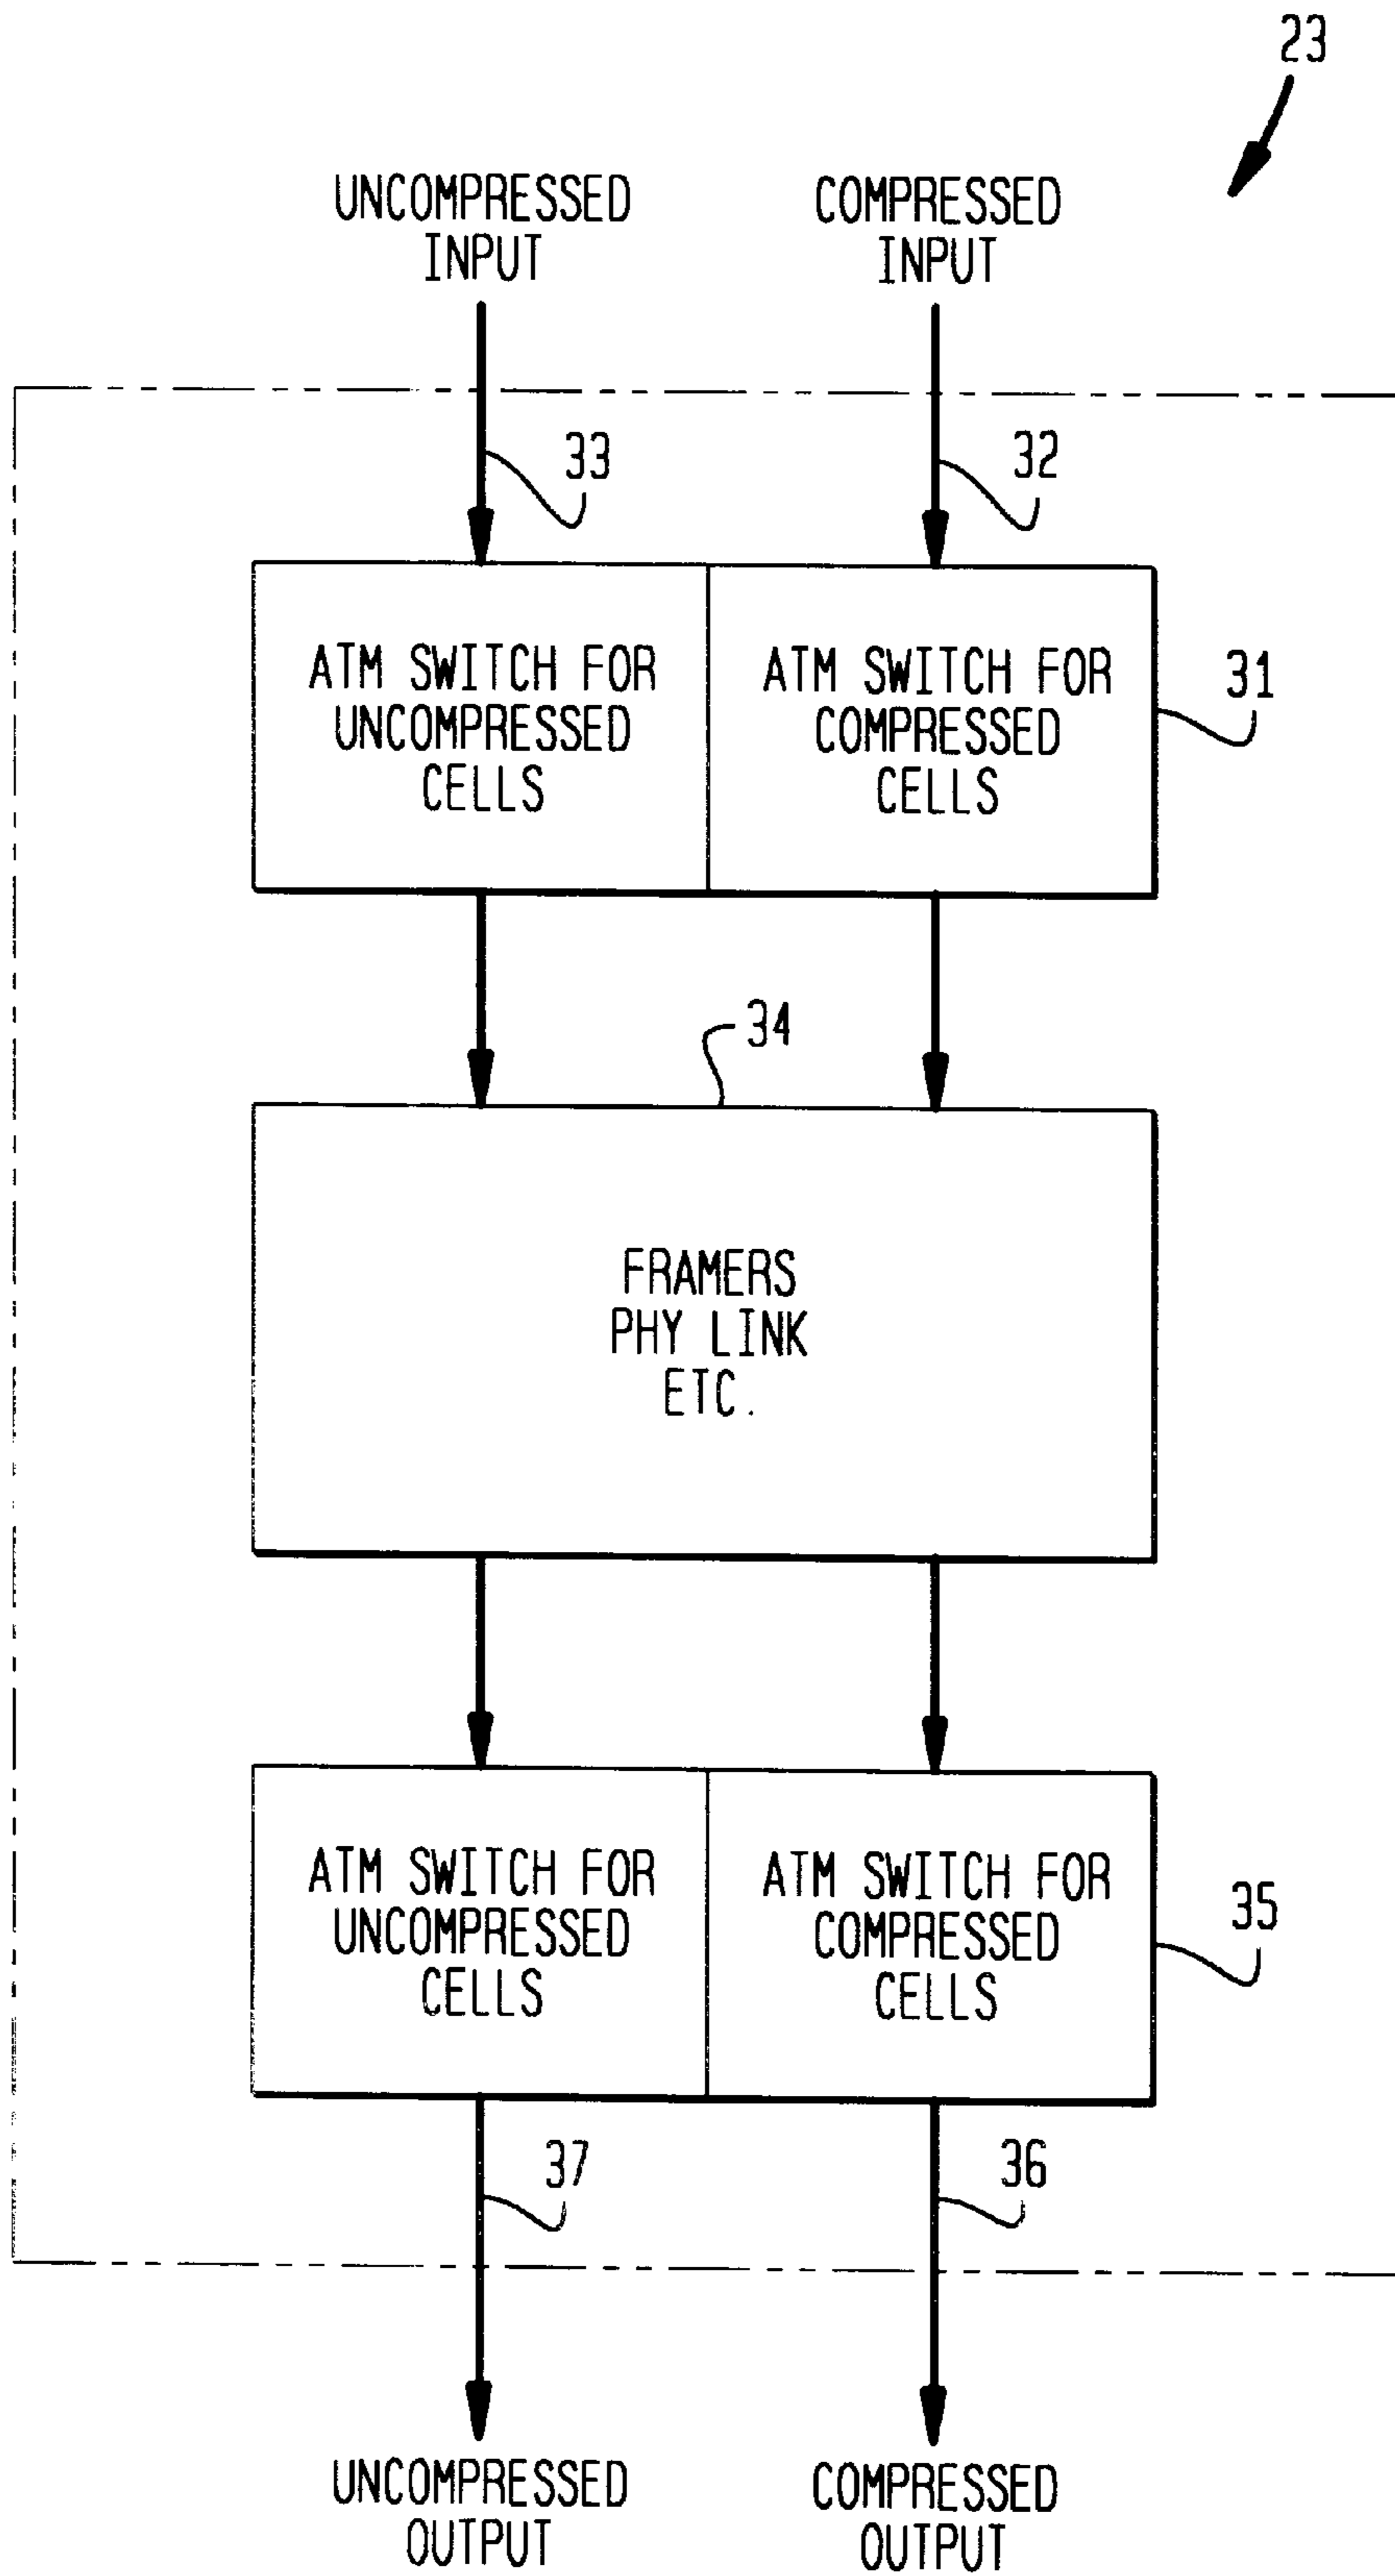 23
UNCOMPRESSED
INPUT
COMPRESSED
INPUT
33
32
ATM SWITCH FOR
UNCOMPRESSED
CELLS
ATM SWITCH FOR
COMPRESSED
CELLS
31
34
FRAMERS
PHY LINK
ETC.
ATM SWITCH FOR
UNCOMPRESSED
CELLS
ATM SWITCH FOR
COMPRESSED
CELLS
35
37
36
UNCOMPRESSED
OUTPUT
COMPRESSED
OUTPUT